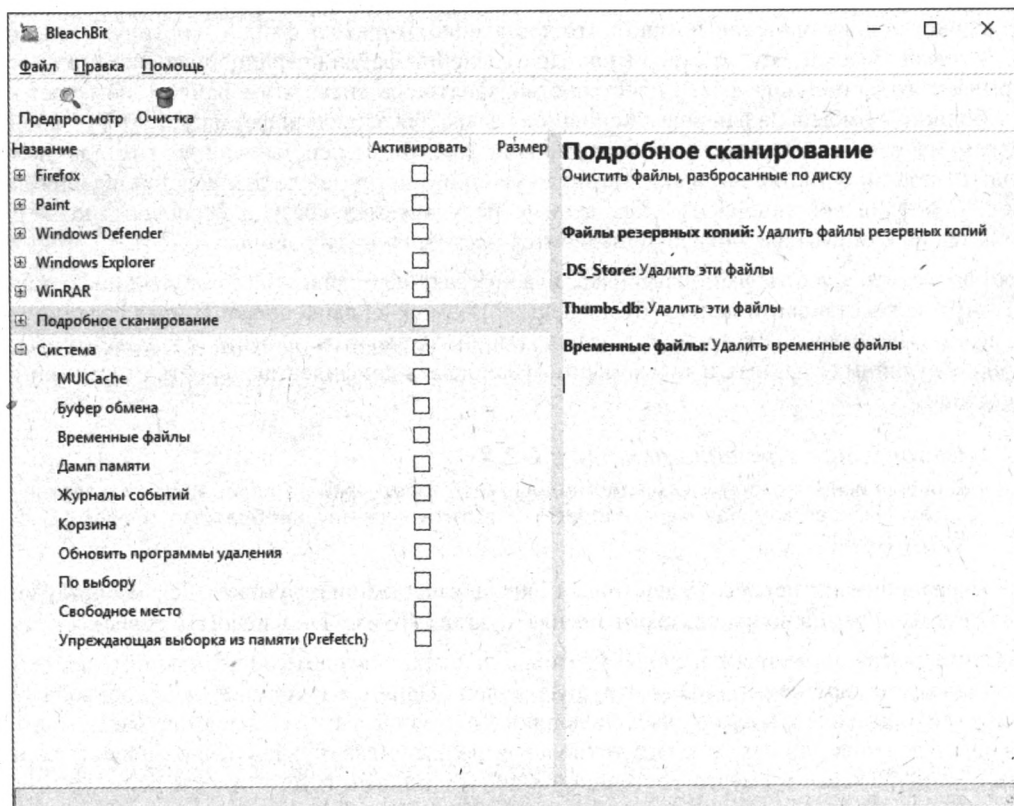 BleachBit
Файл Правка Помощь
Предпросмотр Очистка
Название Активировать Размер
Firefox
Paint
Windows Defender
Windows Explorer
WinRAR
Подробное сканирование
Система
MUICache
Буфер обмена
Временные файлы
Дамп памяти
Журналы событий
Корзина
Обновить программы удаления
По выбору
Свободное место
Упреждающая выборка из памяти (Prefetch)
Подробное сканирование
Очистить файлы, разбросанные по диску
Файлы резервных копий: Удалить файлы резервных копий
.DS_Store: Удалить эти файлы
Thumbs.db: Удалить эти файлы
Временные файлы: Удалить временные файлы